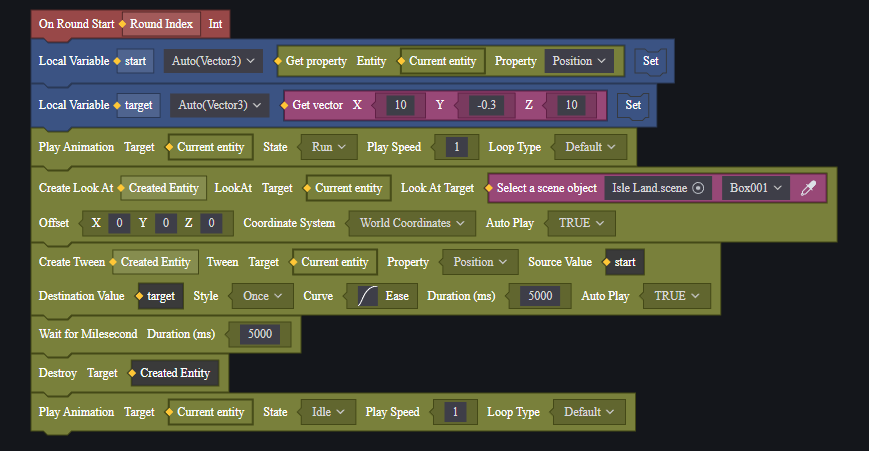 On Round Start Round Index Int
Local Variable start Auto(Vector3) Get property Entity Current entity Property Position Set
Local Variable target Auto(Vector3) Get vector X 10 Y -0.3 Z 10 Set
Play Animation Target Current entity State Run Play Speed 1 Loop Type Default
Create Look At Created Entity LookAt Target Current entity Look At Target Select a scene object Isle Land.scene Box001
Offset X 0 Y 0 Z 0 Coordinate System World Coordinates Auto Play TRUE
Create Tween Created Entity Tween Target Current entity Property Position Source Value start
Destination Value target Style Once Curve Ease Duration (ms) 5000 Auto Play TRUE
Wait for Milesecond Duration (ms) 5000
Destroy Target Created Entity
Play Animation Target Current entity State Idle Play Speed 1 Loop Type Default